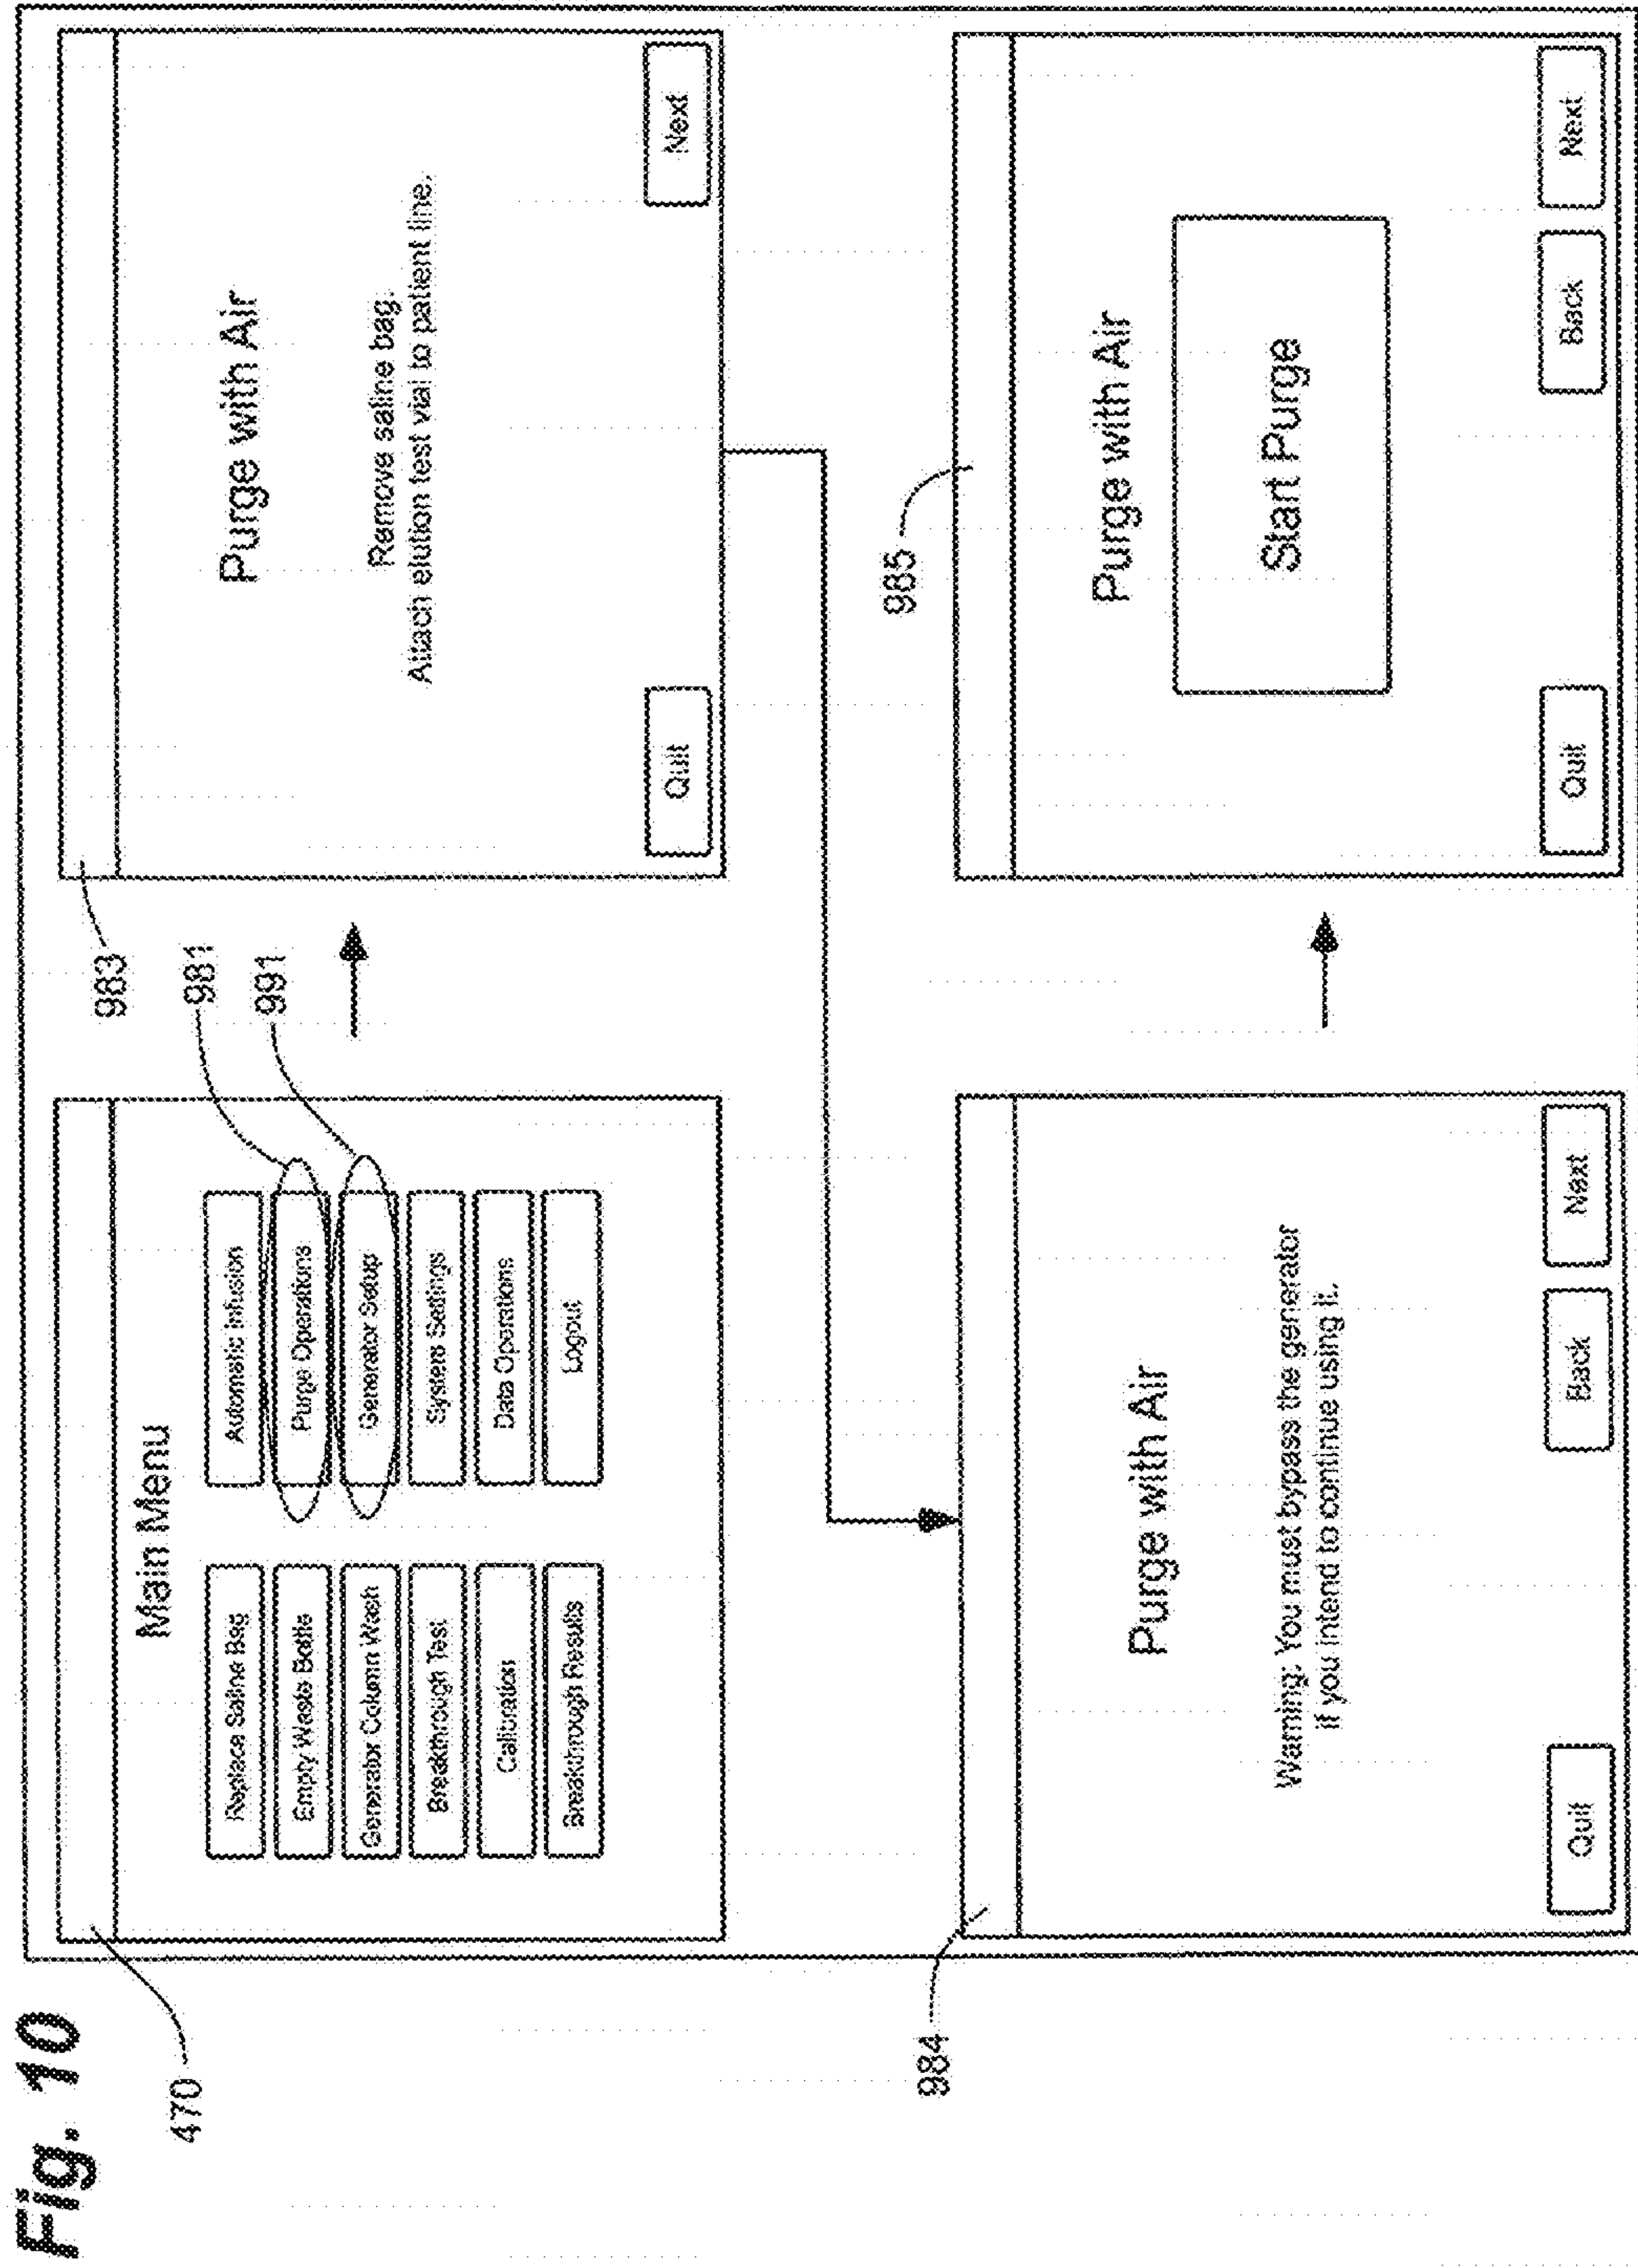 Fig. 10
470
Main Menu
Replace Saline Bag
Automatic Infusion
Empty Waste Bottle
Purge Operations
Generator Column Wash
Generator Setup
Breakthrough Test
System Settings
Calibration
Data Operations
Breakthrough Results
Logout
981
991
983
Purge with Air
Remove saline bag.
Attach elution test vial to patient line.
Quit
Next
984
Purge with Air
Warning: You must bypass the generator
if you intend to continue using it.
Quit
Back
Next
985
Purge with Air
Start Purge
Quit
Back
Next